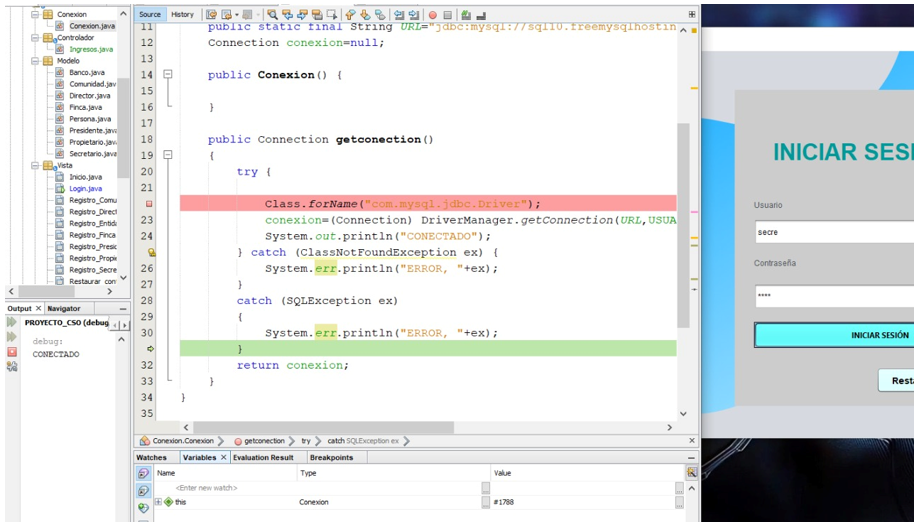 Conexion
Conexion.java
Controlador
Ingresos.java
Modelo
Banco.java
Comunidad.jav
Director.java
Finca.java
Persona.java
Presidente.java
Propietario.java
Secretario.java
Vista
Inicio.java
Login.java
Registro_Comu
Registro_Direct
Registro_Entida
Registro_Finca
Registro_Presid
Registro_Propie
Registro_Secre
Restaurar_con
Output
Navigator
PROYECTO_CSO (debug
debug:
CONECTADO
Source
History
11 public static final String URL="jdbc:mysql://sql10.freemysqlhostin
12 Connection conexion=null;
13
14 public Conexion() {
15
16 }
17
18 public Connection getconection()
19 {
20 try {
21
Class.forName("com.mysql.jdbc.Driver");
23 conexion=(Connection) DriverManager.getConnection(URL,USUA
24 System.out.println("CONECTADO");
} catch (ClassNotFoundException ex) {
26 System.err.println("ERROR, "+ex);
27 }
28 catch (SQLException ex)
29 {
30 System.err.println("ERROR, "+ex);
}
32 return conexion;
33 }
34 }
35
Conexion.Conexion
getconection
try
catch SQLException ex
Watches
Variables
Evaluation Result
Breakpoints
Name
Type
Value
<Enter new watch>
this
Conexion
#1788
INICIAR SESI
Usuario
secre
Contraseña
****
INICIAR SESIÓN
Resta